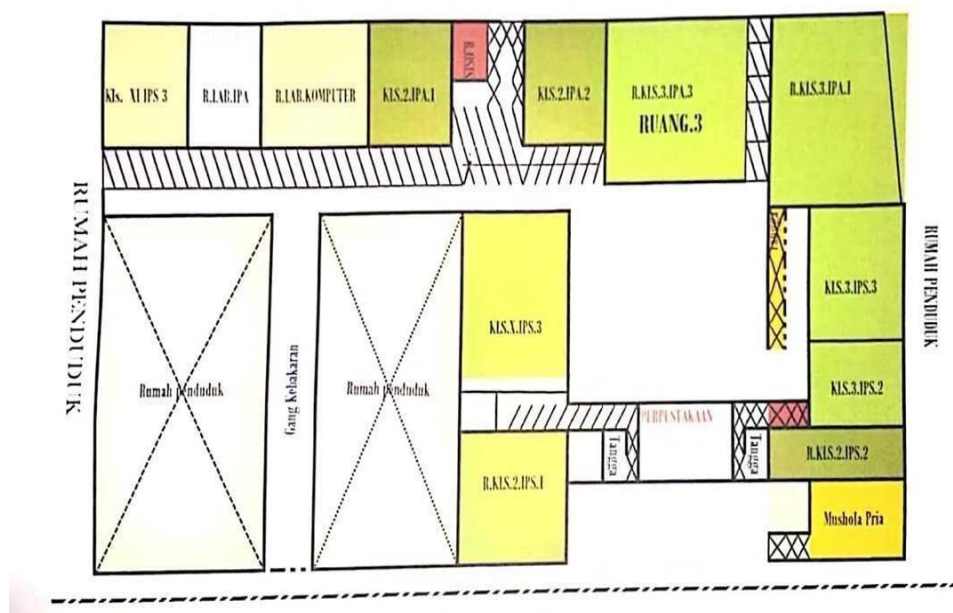 Kls. XI IPS 3
R.LAB.IPA
R.LAB.KOMPUTER
KLS.2.IPA.1
R.OSIS
KLS.2.IPA.2
R.KLS.3.IPA.3
RUANG.3
R.KLS.3.IPA.1
RUMAH PENDUDUK
Rumah penduduk
Gang Kebakaran
Rumah penduduk
KLS.X.IPS.3
KLS.3.IPS.3
RUMAH PENDUDUK
KLS.3.IPS.2
PERPUSTAKAAN
Tangga
Tangga
R.KLS.2.IPS.1
R.KLS.2.IPS.2
Mushola Pria